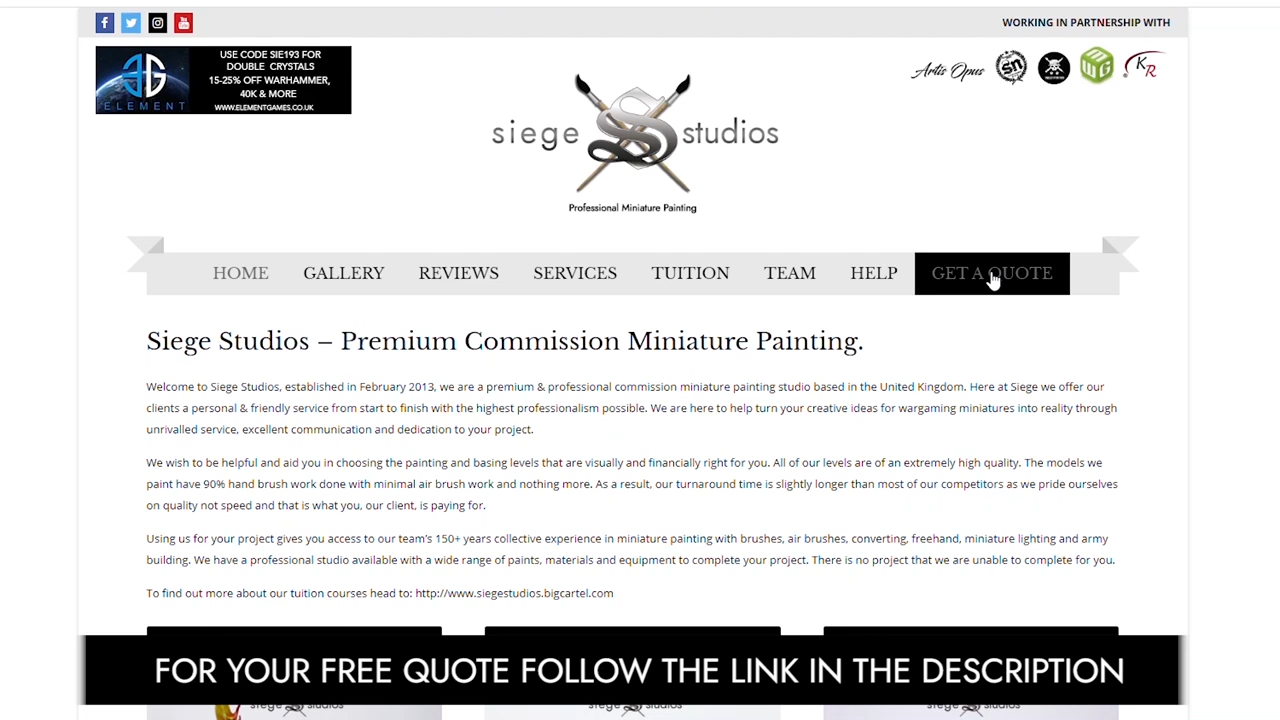 WORKING IN PARTNERSHIP WITH
USE CODE SIE193 FOR
DOUBLE CRYSTALS
15-25% OFF WARHAMMER,
40K & MORE
WWW.ELEMENTGAMES.CO.UK
ELEMENT
Artis Opus
K R
siege S studios
Professional Miniature Painting
HOME GALLERY REVIEWS SERVICES TUITION TEAM HELP GET A QUOTE
Siege Studios – Premium Commission Miniature Painting.
Welcome to Siege Studios, established in February 2013, we are a premium & professional commission miniature painting studio based in the United Kingdom. Here at Siege we offer our
clients a personal & friendly service from start to finish with the highest professionalism possible. We are here to help turn your creative ideas for wargaming miniatures into reality through
unrivalled service, excellent communication and dedication to your project.
We wish to be helpful and aid you in choosing the painting and basing levels that are visually and financially right for you. All of our levels are of an extremely high quality. The models we
paint have 90% hand brush work done with minimal air brush work and nothing more. As a result, our turnaround time is slightly longer than most of our competitors as we pride ourselves
on quality not speed and that is what you, our client, is paying for.
Using us for your project gives you access to our team's 150+ years collective experience in miniature painting with brushes, air brushes, converting, freehand, miniature lighting and army
building. We have a professional studio available with a wide range of paints, materials and equipment to complete your project. There is no project that we are unable to complete for you.
To find out more about our tuition courses head to: http://www.siegestudios.bigcartel.com
FOR YOUR FREE QUOTE FOLLOW THE LINK IN THE DESCRIPTION